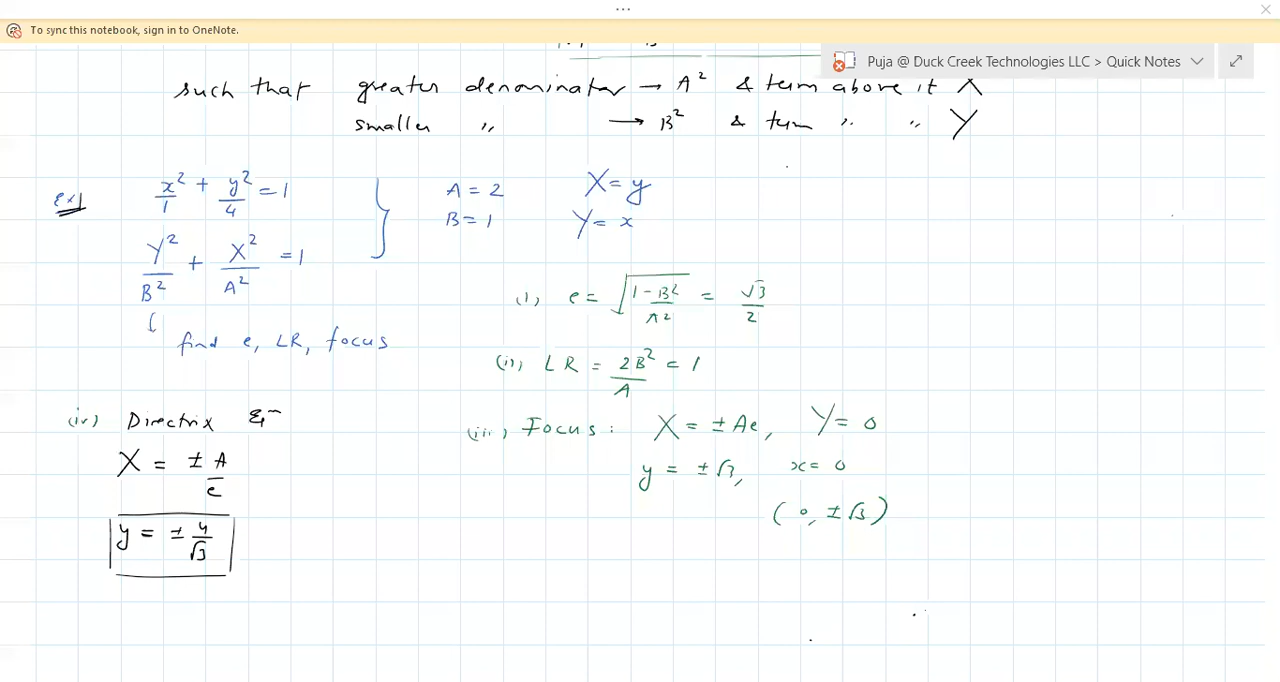 To sync this notebook, sign in to OneNote.
Puja @ Duck Creek Technologies LLC > Quick Notes
such that greater denominator → A² & term above it X
smaller " → B² & term " " Y
Ex1 x²/1 + y²/4 = 1 } A = 2 X = y
B = 1 Y = x
Y²/B² + X²/A² = 1
(i) e = √(1 - B²/A²) = √3/2
find e, LR, focus
(ii) LR = 2B²/A = 1
(iv) Directrix Eqn
(iii) Focus: X = ± Ae, Y = 0
X = ± A/e
y = ± √3, x = 0
(0, ± √3)
y = ± 4/√3